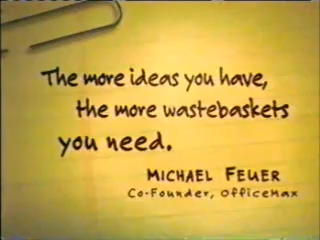 The more ideas you have,
the more wastebaskets
you need.
MICHAEL FEUER
Co-Founder, OfficeMax